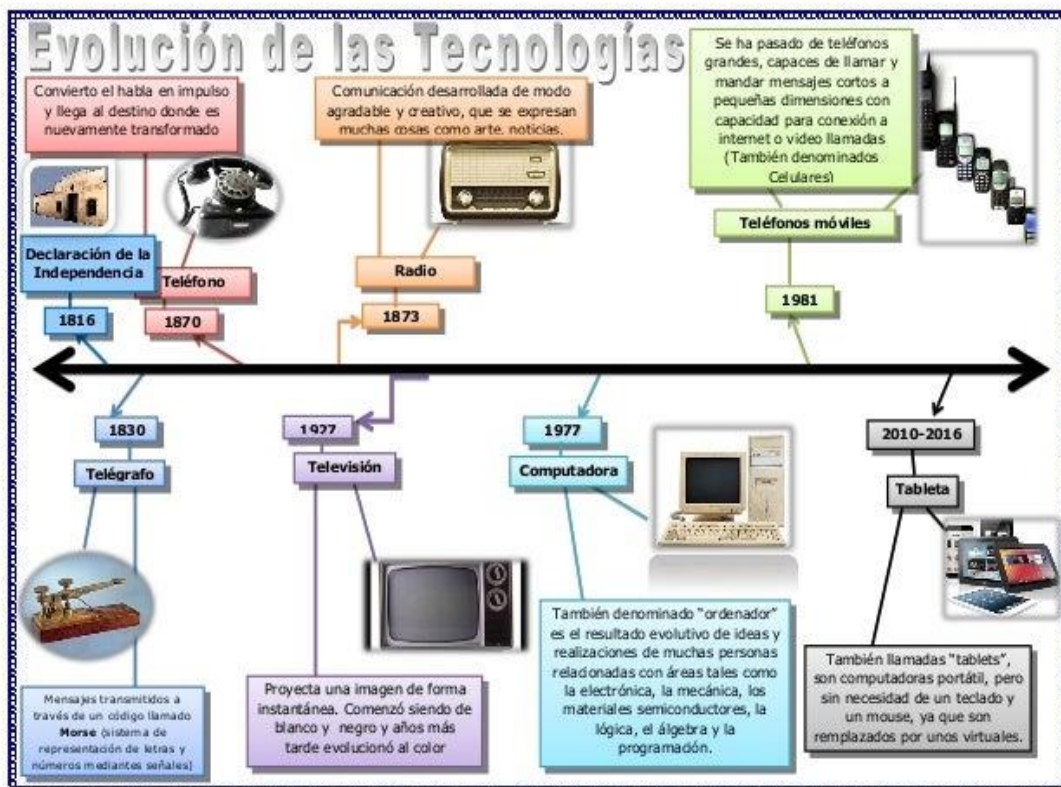 Evolución de las Tecnologías
Convierto el habla en impulso
y llega al destino donde es
nuevamente transformado
Comunicación desarrollada de modo
agradable y creativo, que se expresan
muchas cosas como arte, noticias.
Se ha pasado de teléfonos
grandes, capaces de llamar y
mandar mensajes cortos a
pequeñas dimensiones con
capacidad para conexión a
internet o video llamadas
(También denominados
Celulares)
Declaración de la
Independencia
Teléfono
Radio
Teléfonos móviles
1816
1870
1873
1981
1830
1927
1977
2010-2016
Telégrafo
Televisión
Computadora
Tableta
Mensajes transmitidos a
través de un código llamado
Morse (sistema de
representación de letras y
números mediantes señales)
Proyecta una imagen de forma
instantánea. Comenzó siendo de
blanco y negro y años más
tarde evolucionó al color
También denominado "ordenador"
es el resultado evolutivo de ideas y
realizaciones de muchas personas
relacionadas con áreas tales como
la electrónica, la mecánica, los
materiales semiconductores, la
lógica, el álgebra y la
programación.
También llamadas "tablets",
son computadoras portátil, pero
sin necesidad de un teclado y
un mouse, ya que son
remplazados por unos virtuales.